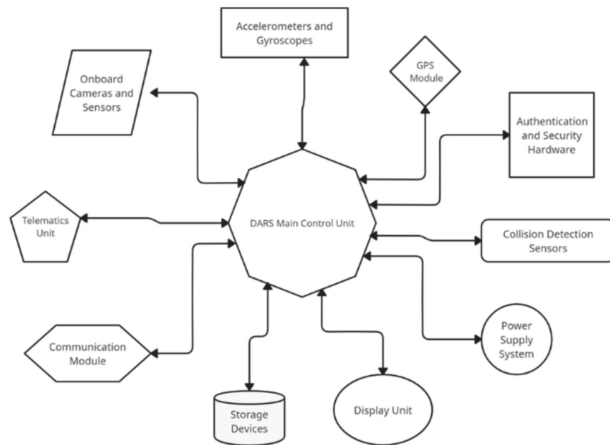 Accelerometers and
Gyroscopes
GPS
Module
Onboard
Cameras and
Sensors
Authentication
and Security
Hardware
Telematics
Unit
DARS Main Control Unit
Collision Detection
Sensors
Communication
Module
Power
Supply
System
Storage
Devices
Display Unit